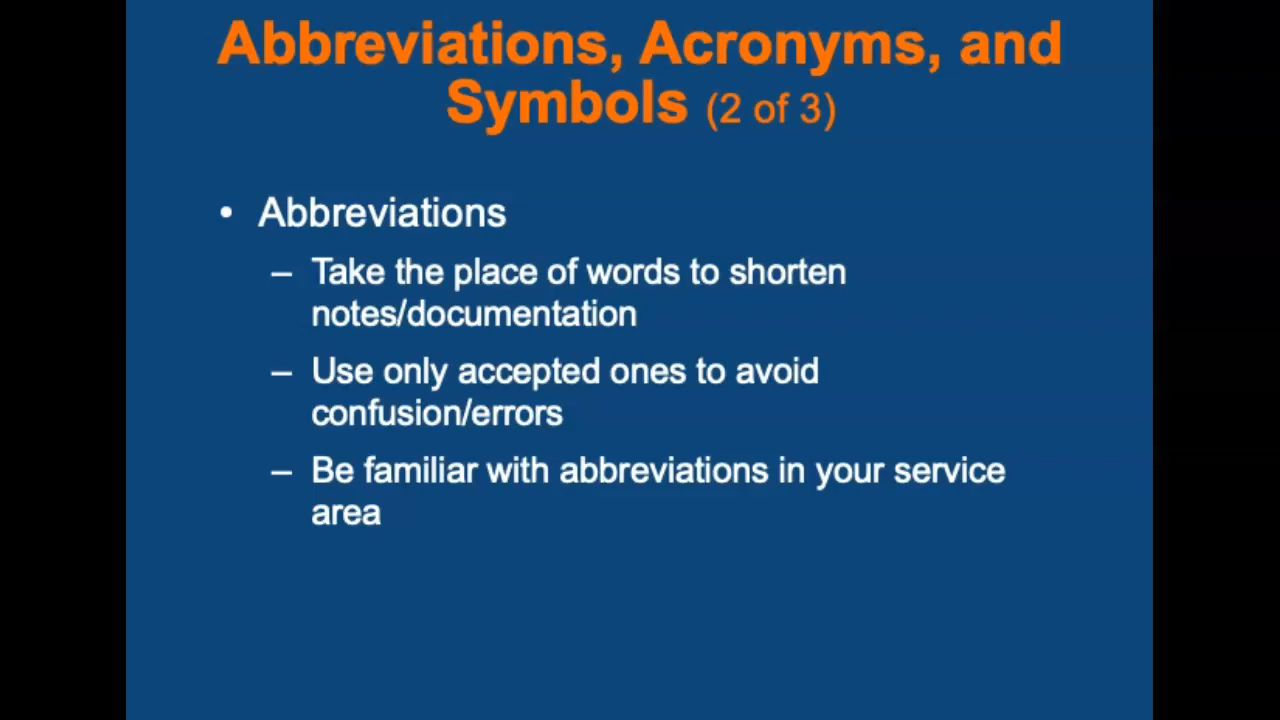 Abbreviations, Acronyms, and
Symbols (2 of 3)
• Abbreviations
– Take the place of words to shorten
notes/documentation
– Use only accepted ones to avoid
confusion/errors
– Be familiar with abbreviations in your service
area